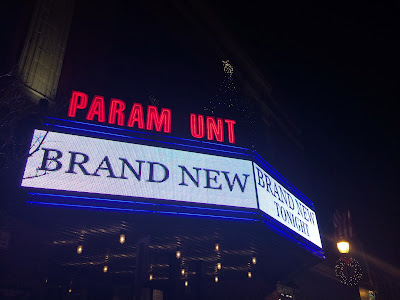 PARAM UNT
BRAND NEW
BRAND NEW
TONIGHT